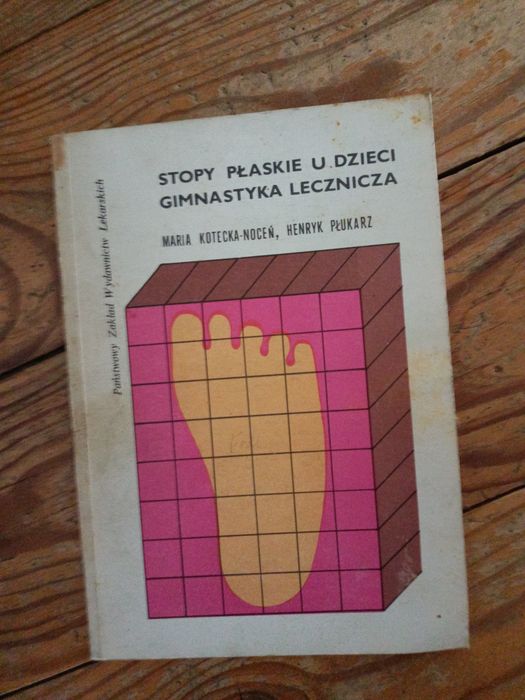 STOPY PŁASKIE U DZIECI
GIMNASTYKA LECZNICZA
MARIA KOTECKA-NOCEŃ, HENRYK PŁUKARZ
Państwowy Zakład Wydawnictw Lekarskich